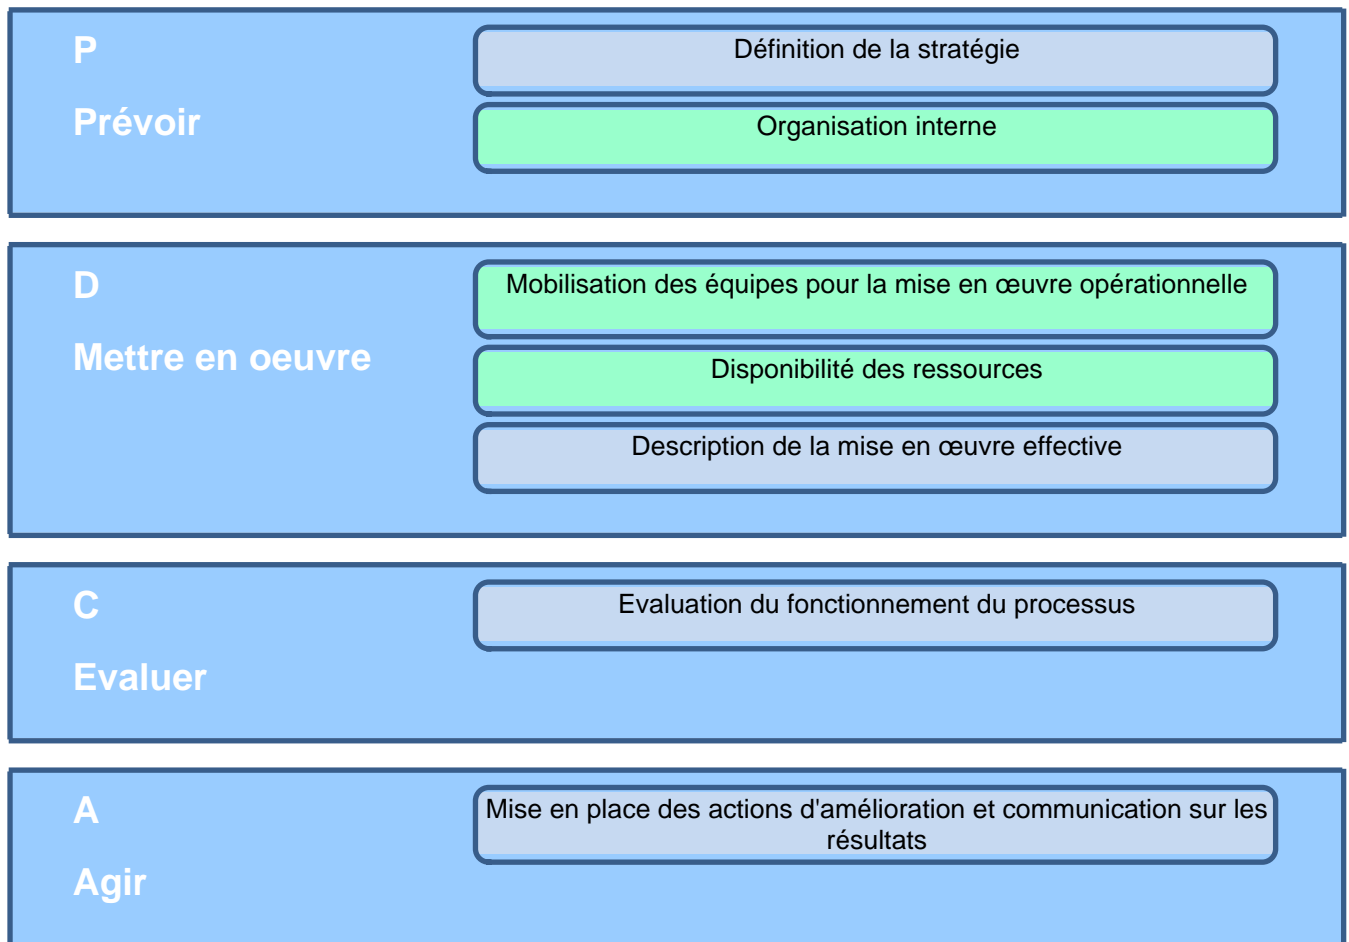 P
Prévoir
Définition de la stratégie
Organisation interne
D
Mettre en oeuvre
Mobilisation des équipes pour la mise en œuvre opérationnelle
Disponibilité des ressources
Description de la mise en œuvre effective
C
Evaluer
Evaluation du fonctionnement du processus
A
Agir
Mise en place des actions d'amélioration et communication sur les
résultats